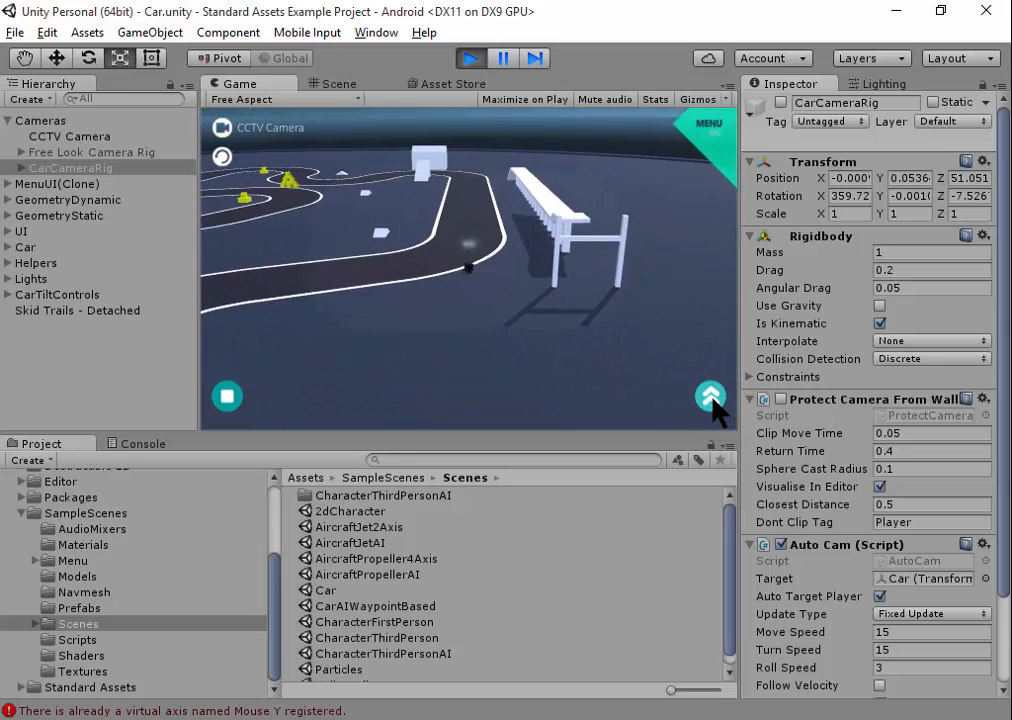 Unity Personal (64bit) - Car.unity - Standard Assets Example Project - Android <DX11 on DX9 GPU>
File Edit Assets GameObject Component Mobile Input Window Help
Pivot Global Account Layers Layout
Hierarchy
Create All
Cameras
CCTV Camera
Free Look Camera Rig
CarCameraRig
MenuUI(Clone)
GeometryDynamic
GeometryStatic
UI
Car
Helpers
Lights
CarTiltControls
Skid Trails - Detached
Game Scene Asset Store
Free Aspect Maximize on Play Mute audio Stats Gizmos
CCTV Camera
MENU
ESC
Inspector Lighting
CarCameraRig Static
Tag Untagged Layer Default
Transform
Position X -0.000 Y 0.0536 Z 51.051
Rotation X 359.72 Y -0.001( Z -7.526
Scale X 1 Y 1 Z 1
Rigidbody
Mass 1
Drag 0.2
Angular Drag 0.05
Use Gravity
Is Kinematic
Interpolate None
Collision Detection Discrete
Constraints
Protect Camera From Wall
Script ProtectCamera
Clip Move Time 0.05
Return Time 0.4
Sphere Cast Radius 0.1
Visualise In Editor
Closest Distance 0.5
Dont Clip Tag Player
Auto Cam (Script)
Script AutoCam
Target Car (Transform
Auto Target Player
Update Type Fixed Update
Move Speed 15
Turn Speed 15
Roll Speed 3
Follow Velocity
Project Console
Create
Editor
Packages
SampleScenes
AudioMixers
Materials
Menu
Models
Navmesh
Prefabs
Scenes
Scripts
Shaders
Textures
Standard Assets
Assets SampleScenes Scenes
CharacterThirdPersonAI
2dCharacter
AircraftJet2Axis
AircraftJetAI
AircraftPropeller4Axis
AircraftPropellerAI
Car
CarAIWaypointBased
CharacterFirstPerson
CharacterThirdPerson
CharacterThirdPersonAI
Particles
There is already a virtual axis named Mouse Y registered.